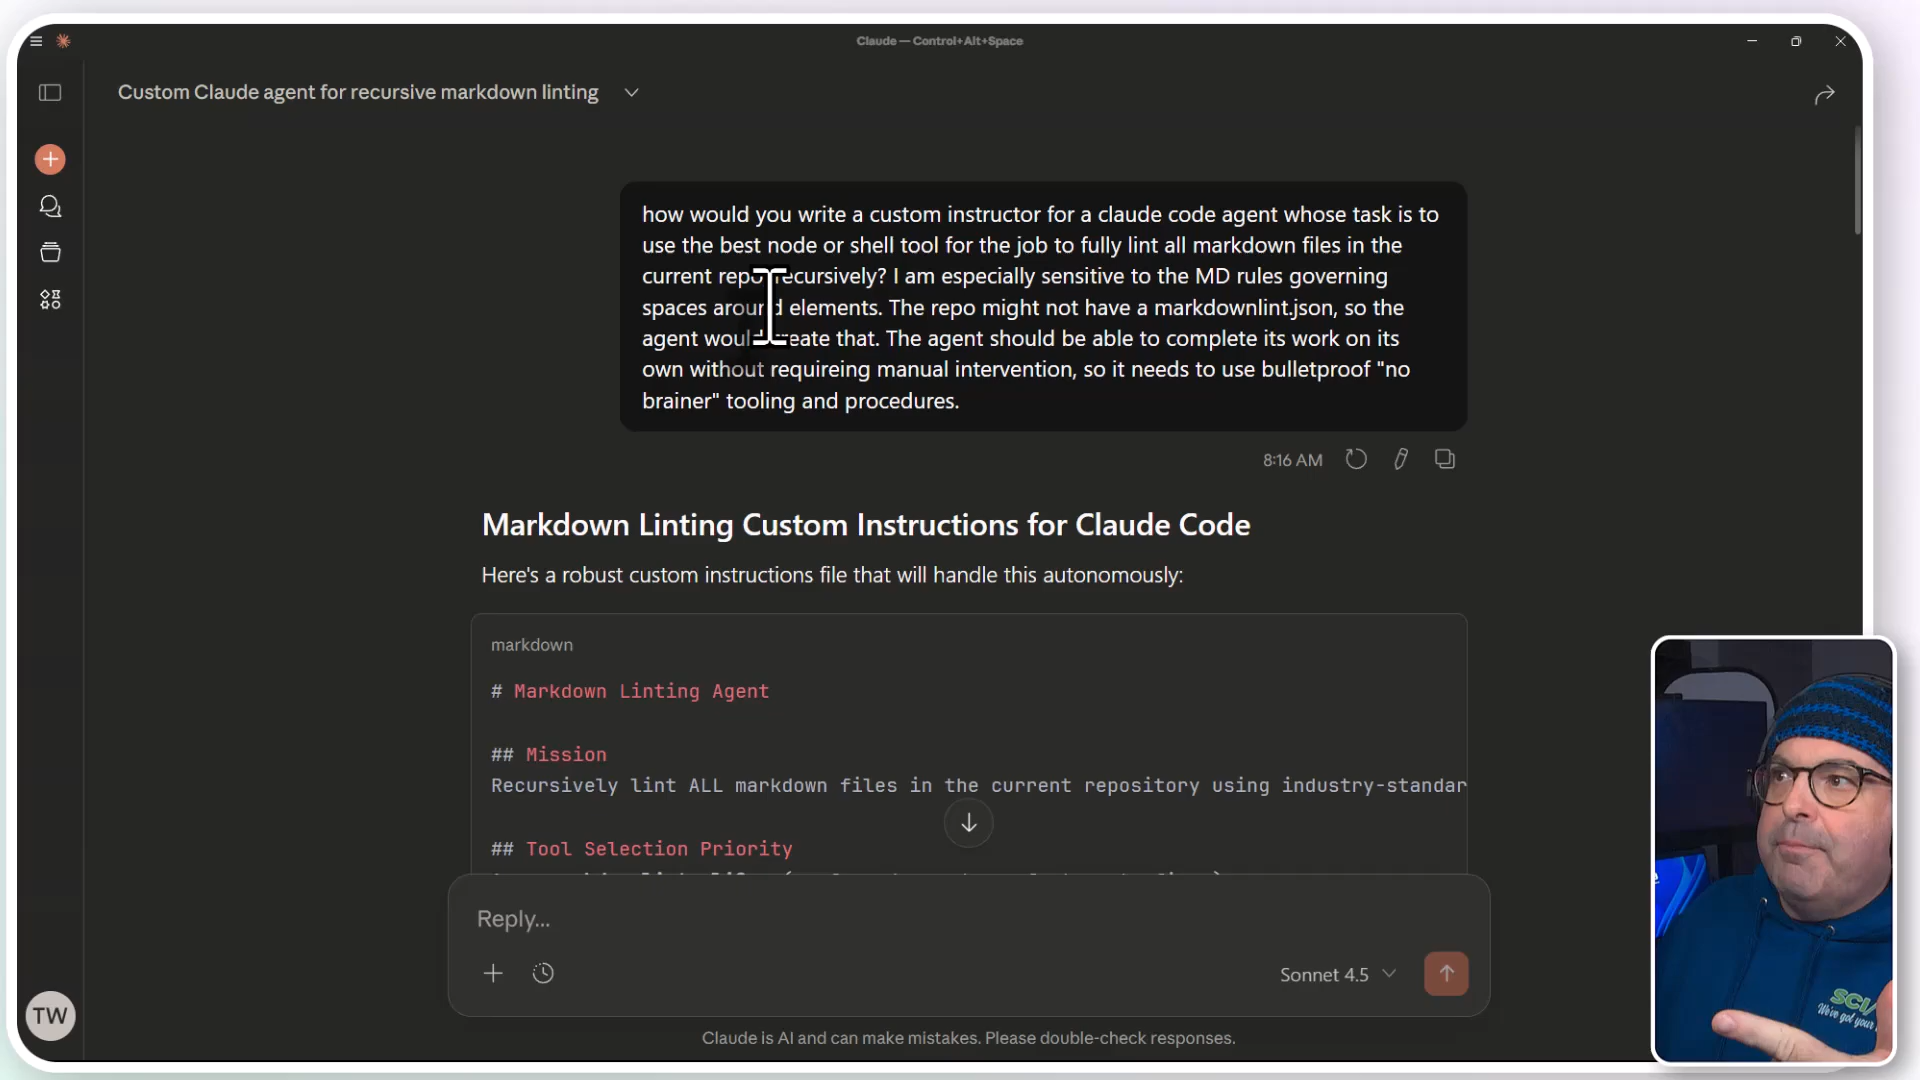 Claude — Control+Alt+Space
Custom Claude agent for recursive markdown linting
how would you write a custom instructor for a claude code agent whose task is to
use the best node or shell tool for the job to fully lint all markdown files in the
current repo recursively? I am especially sensitive to the MD rules governing
spaces around elements. The repo might not have a markdownlint.json, so the
agent would create that. The agent should be able to complete its work on its
own without requireing manual intervention, so it needs to use bulletproof "no
brainer" tooling and procedures.
8:16 AM
Markdown Linting Custom Instructions for Claude Code
Here's a robust custom instructions file that will handle this autonomously:
markdown
# Markdown Linting Agent
## Mission
Recursively lint ALL markdown files in the current repository using industry-standar
## Tool Selection Priority
Reply...
Sonnet 4.5
TW
Claude is AI and can make mistakes. Please double-check responses.
SCI/
We've got your